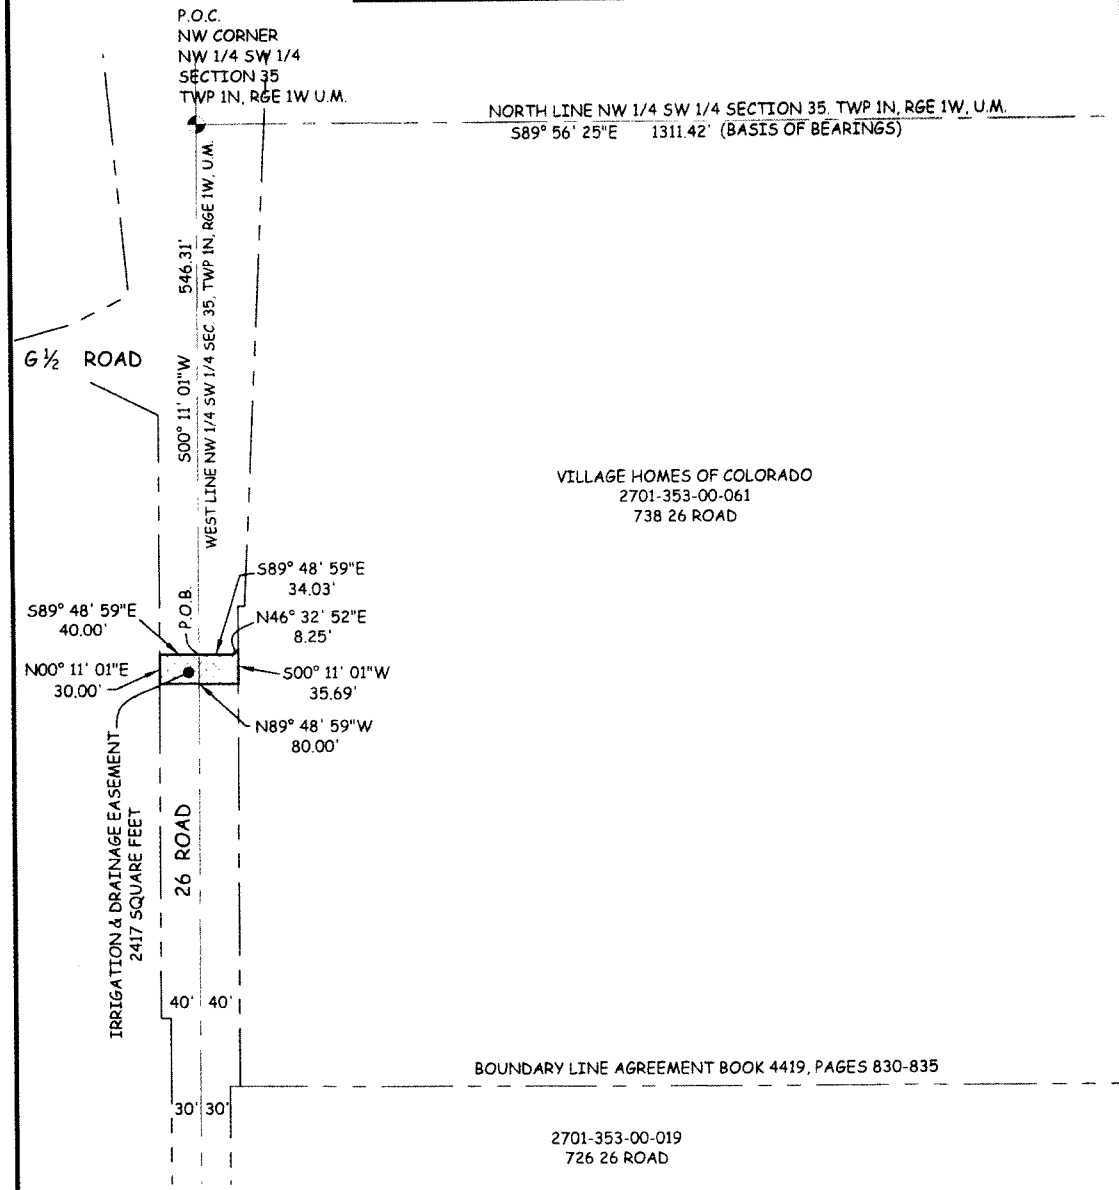 P.O.C.
NW CORNER
NW 1/4 SW 1/4
SECTION 35
TWP 1N, RGE 1W U.M.
NORTH LINE NW 1/4 SW 1/4 SECTION 35. TWP 1N, RGE 1W, U.M.
S89° 56' 25"E 1311.42' (BASIS OF BEARINGS)
S00° 11' 01"W 546.31'
WEST LINE NW 1/4 SW 1/4 SEC. 35, TWP 1N, RGE 1W, U.M.
G ½ ROAD
VILLAGE HOMES OF COLORADO
2701-353-00-061
738 26 ROAD
P.O.B.
S89° 48' 59"E
34.03'
S89° 48' 59"E
40.00'
N46° 32' 52"E
8.25'
N00° 11' 01"E
30.00'
S00° 11' 01"W
35.69'
N89° 48' 59"W
80.00'
IRRIGATION & DRAINAGE EASEMENT
2417 SQUARE FEET
26 ROAD
40' 40'
BOUNDARY LINE AGREEMENT BOOK 4419, PAGES 830-835
30' 30'
2701-353-00-019
726 26 ROAD